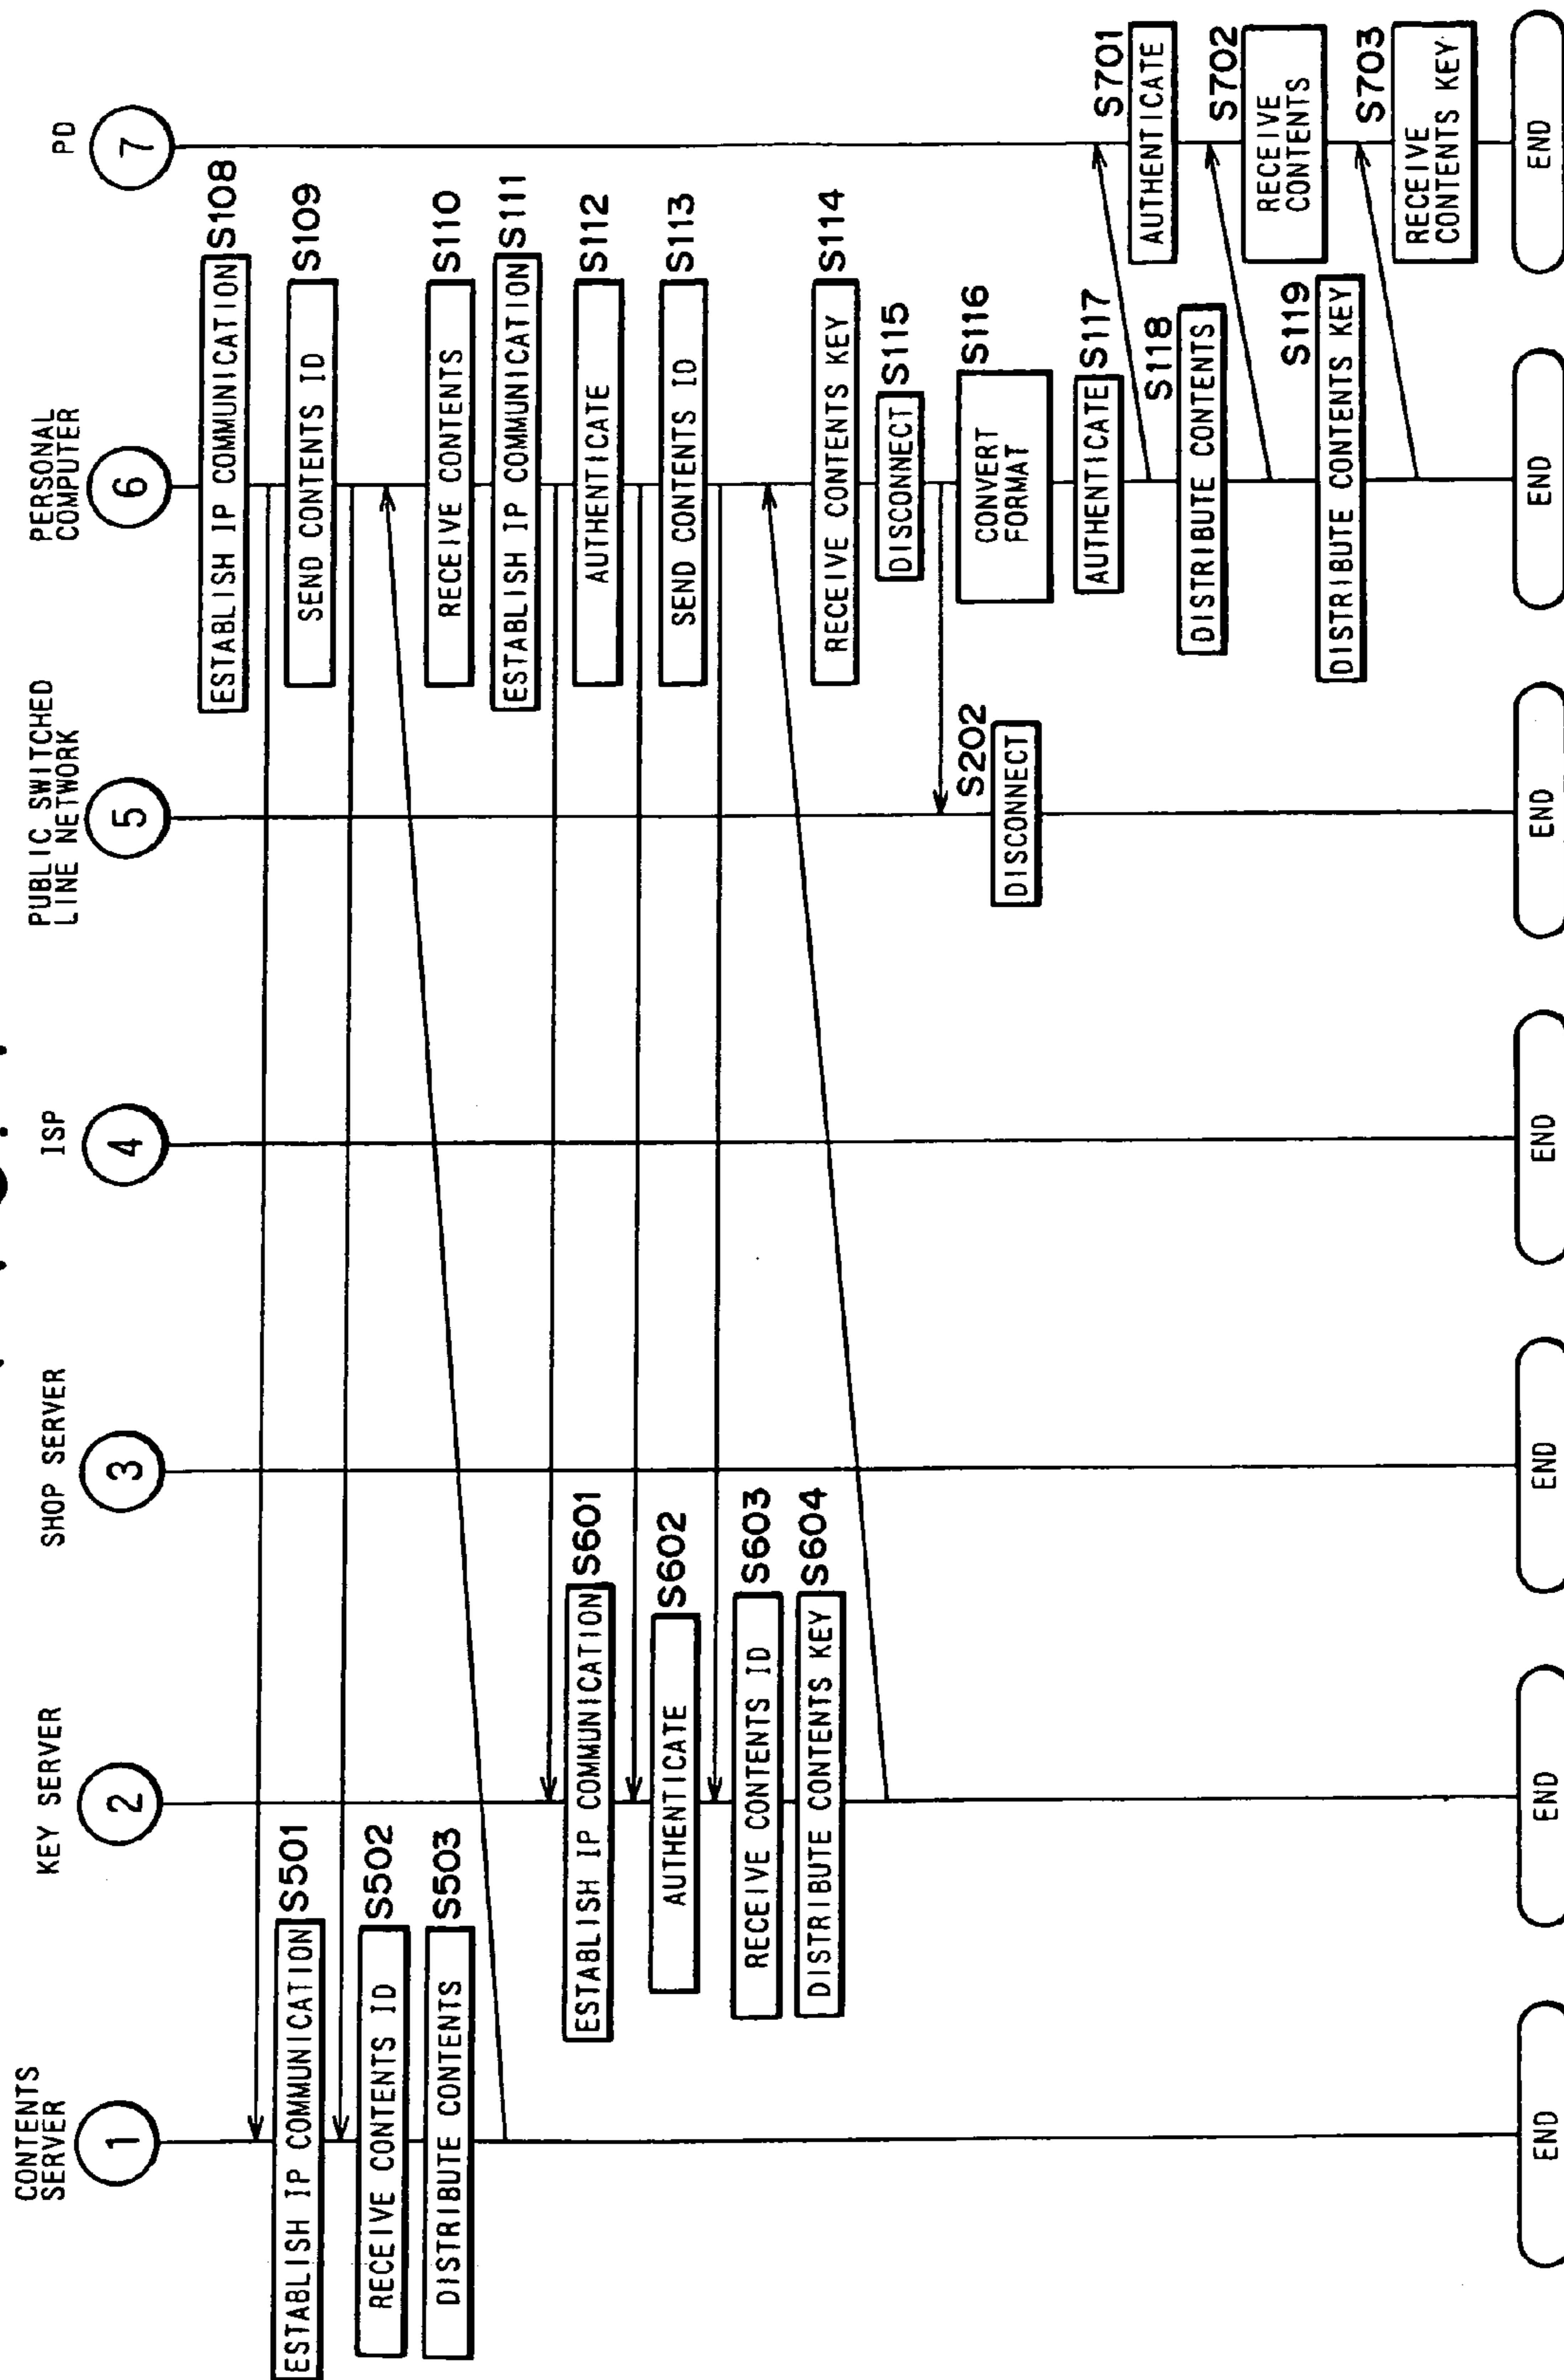 CONTENTS
SERVER
KEY SERVER
SHOP SERVER
ISP
PUBLIC SWITCHED
LINE NETWORK
PERSONAL
COMPUTER
PD
1
2
3
4
5
6
7
ESTABLISH IP COMMUNICATION S108
ESTABLISH IP COMMUNICATION S501
SEND CONTENTS ID S109
RECEIVE CONTENTS ID S502
DISTRIBUTE CONTENTS S503
RECEIVE CONTENTS S110
ESTABLISH IP COMMUNICATION S111
ESTABLISH IP COMMUNICATION S601
AUTHENTICATE S112
AUTHENTICATE S602
SEND CONTENTS ID S113
RECEIVE CONTENTS ID S603
DISTRIBUTE CONTENTS KEY S604
RECEIVE CONTENTS KEY S114
DISCONNECT S115
S202
DISCONNECT
CONVERT
FORMAT
S116
AUTHENTICATE S117
S701
AUTHENTICATE
S118
DISTRIBUTE CONTENTS
S702
RECEIVE
CONTENTS
S119
DISTRIBUTE CONTENTS KEY
S703
RECEIVE
CONTENTS KEY
END
END
END
END
END
END
END